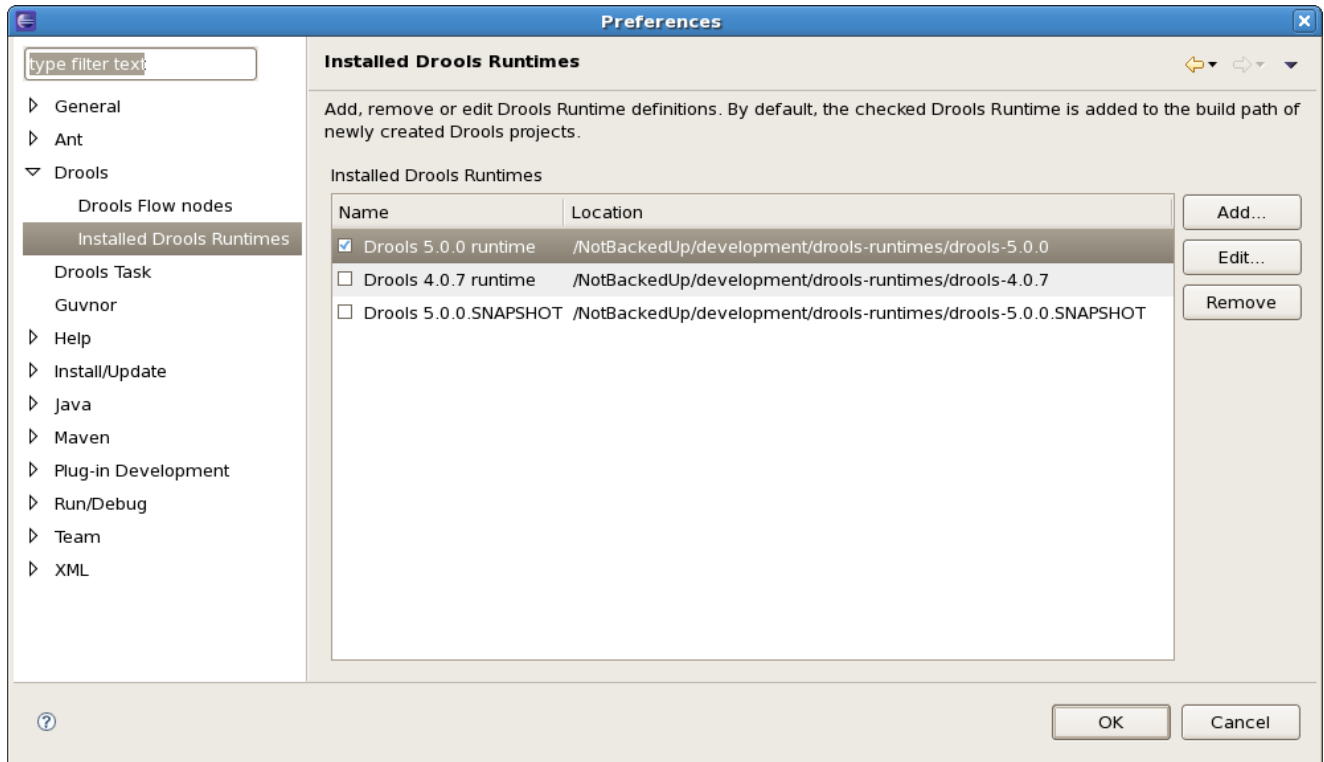 Preferences
type filter text
General
Ant
Drools
Drools Flow nodes
Installed Drools Runtimes
Drools Task
Guvnor
Help
Install/Update
Java
Maven
Plug-in Development
Run/Debug
Team
XML
Installed Drools Runtimes
Add, remove or edit Drools Runtime definitions. By default, the checked Drools Runtime is added to the build path of
newly created Drools projects.
Installed Drools Runtimes
Name Location
Drools 5.0.0 runtime /NotBackedUp/development/drools-runtimes/drools-5.0.0
Drools 4.0.7 runtime /NotBackedUp/development/drools-runtimes/drools-4.0.7
Drools 5.0.0.SNAPSHOT /NotBackedUp/development/drools-runtimes/drools-5.0.0.SNAPSHOT
Add...
Edit...
Remove
?
OK Cancel